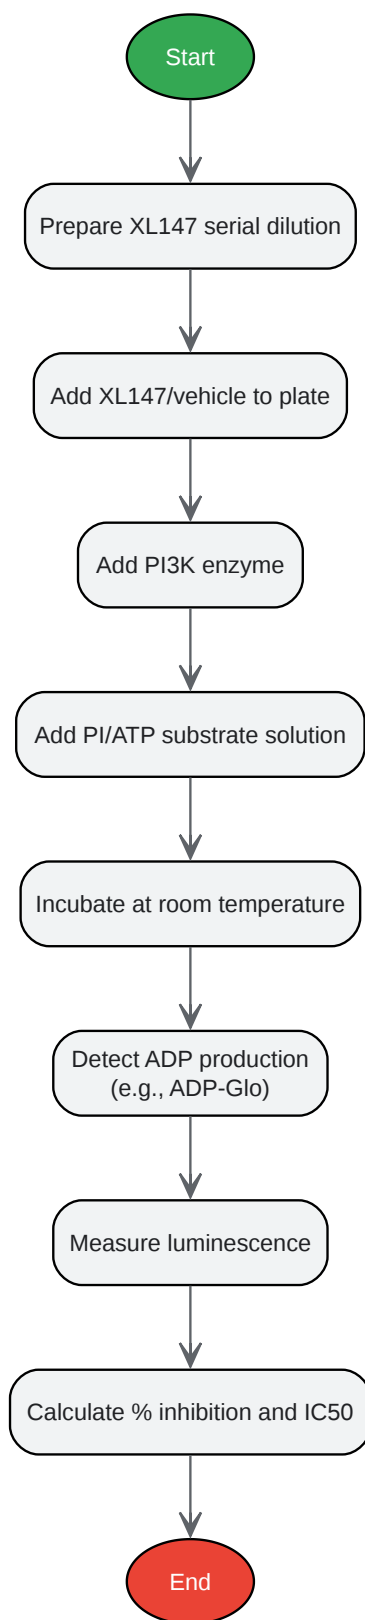 Start
Prepare XL147 serial dilution
Add XL147/vehicle to plate
Add PI3K enzyme
Add PI/ATP substrate solution
Incubate at room temperature
Detect ADP production
(e.g., ADP-Glo)
Measure luminescence
Calculate % inhibition and IC50
End